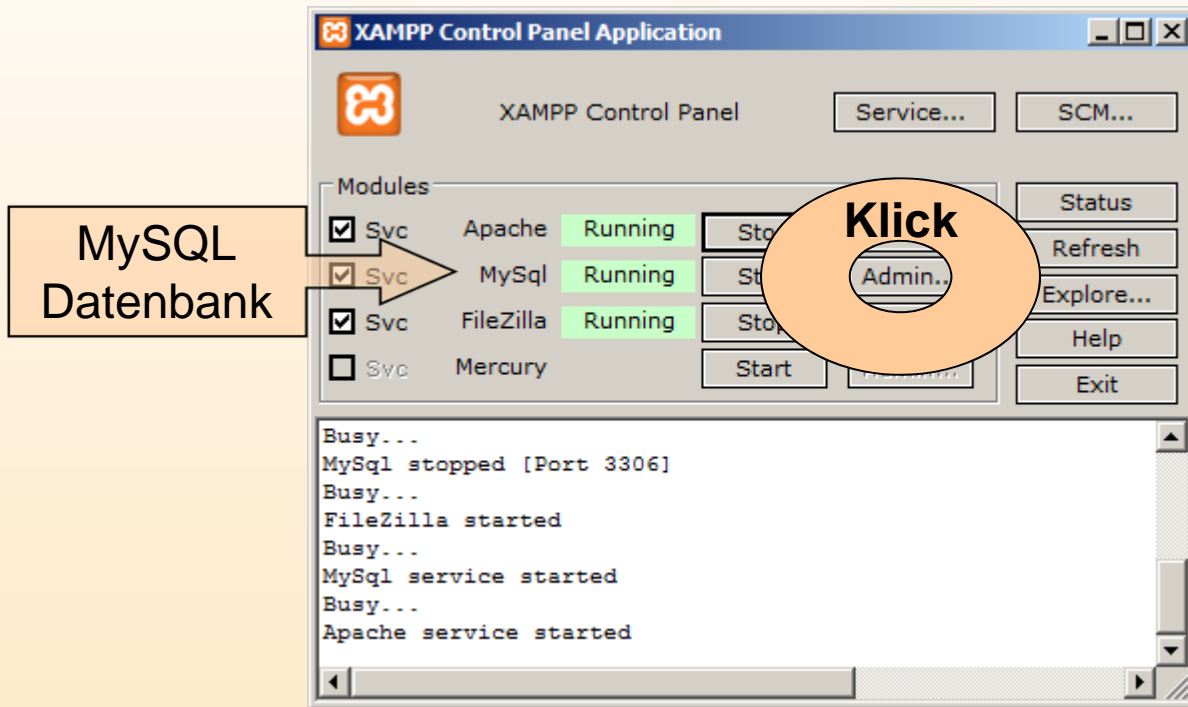 XAMPP Control Panel Application
XAMPP Control Panel
Service...
SCM...
Modules
Svc Apache Running
Status
Klick
Refresh
MySQL
Datenbank
Svc MySql Running Admin..
Explore...
Svc FileZilla Running Stop
Help
Svc Mercury Start
Exit
Busy...
MySql stopped [Port 3306]
Busy...
FileZilla started
Busy...
MySql service started
Busy...
Apache service started